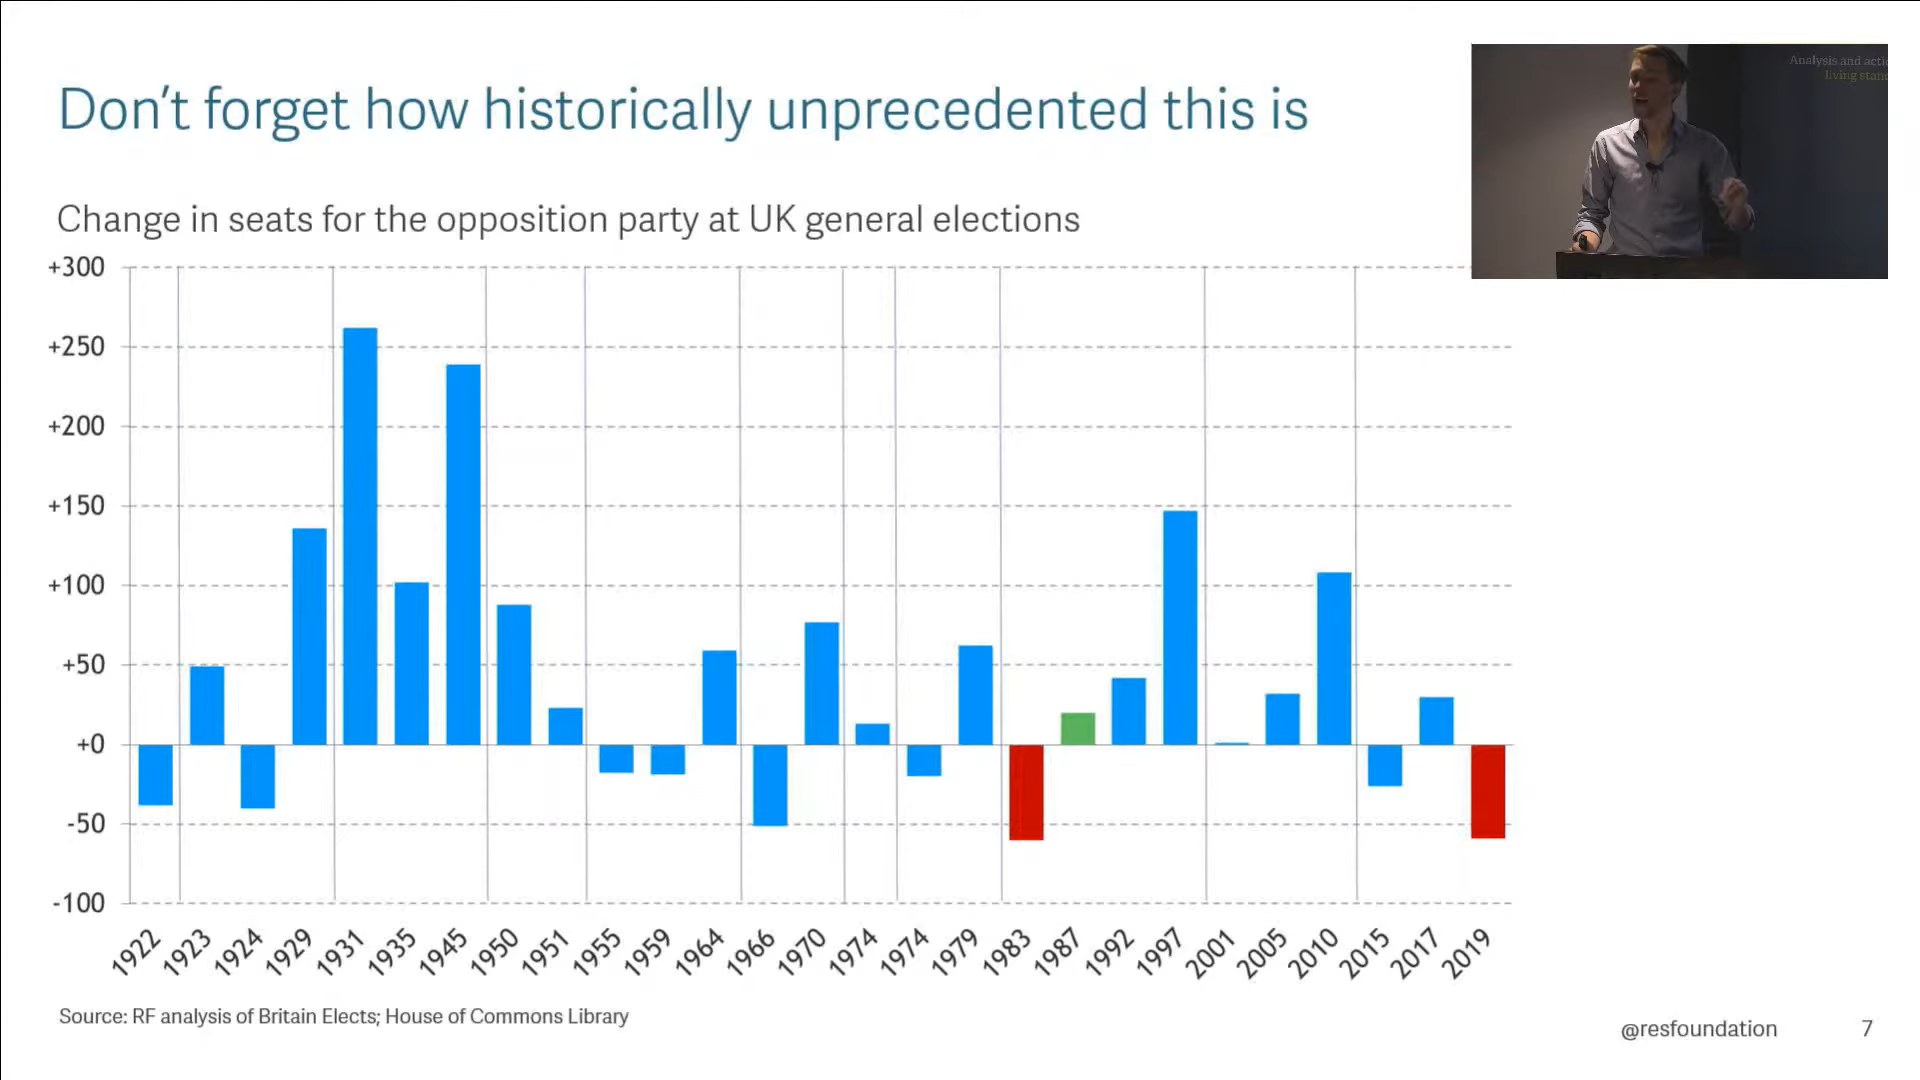 Don't forget how historically unprecedented this is
Analysis and
living
Change in seats for the opposition party at UK general elections
+300
+250
+200
+150
+100
+50
+0
-50
-100
1922 1923 1924 1929 1931 1935 1945 1950 1951 1955 1959 1964 1966 1970 1974 1974 1979 1983 1987 1992 1997 2001 2005 2010 2015 2017 2019
Source: RF analysis of Britain Elects; House of Commons Library
@resfoundation 7